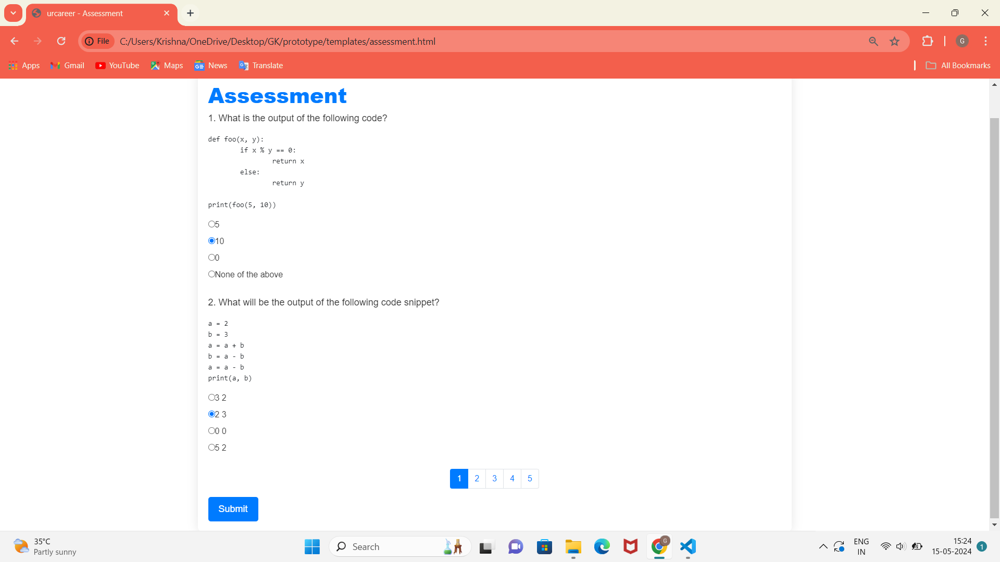 urcareer - Assessment
File C:/Users/Krishna/OneDrive/Desktop/GK/prototype/templates/assessment.html
G
Apps Gmail YouTube Maps News Translate All Bookmarks
Assessment
1. What is the output of the following code?
def foo(x, y):
        if x % y == 0:
                return x
        else:
                return y
print(foo(5, 10))
5
10
0
None of the above
2. What will be the output of the following code snippet?
a = 2
b = 3
a = a + b
b = a - b
a = a - b
print(a, b)
3 2
2 3
0 0
5 2
1 2 3 4 5
Submit
35°C
Partly sunny
Search
G
ENG
IN
15:24
15-05-2024
1